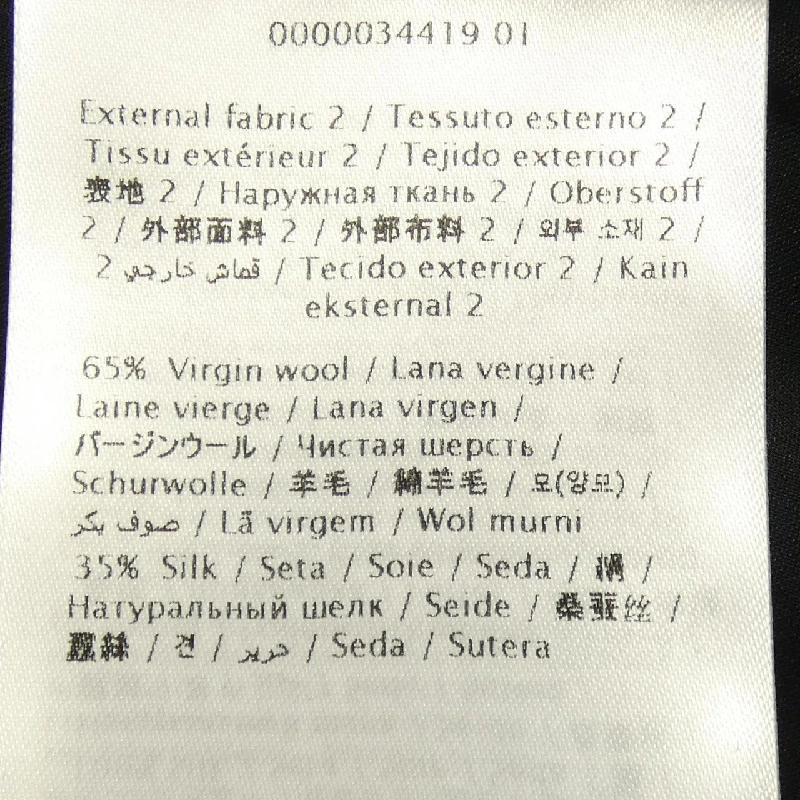 0000034419 01
External fabric 2 / Tessuto esterno 2 /
Tissu extérieur 2 / Tejido exterior 2 /
表地 2 / Наружная ткань 2 / Oberstoff
2 / 外部面料 2 / 外部布料 2 / 외부 소재 2 /
2 قماش خارجي / Tecido exterior 2 / Kain
eksternal 2
65% Virgin wool / Lana vergine /
Laine vierge / Lana virgen /
バージンウール / Чистая шерсть /
Schurwolle / 羊毛 / 綿羊毛 / 모(양모) /
صوف بكر / Lã virgem / Wol murni
35% Silk / Seta / Soie / Seda / 絹 /
Натуральный шелк / Seide / 桑蚕丝 /
蠶絲 / 견 / حرير / Seda / Sutera